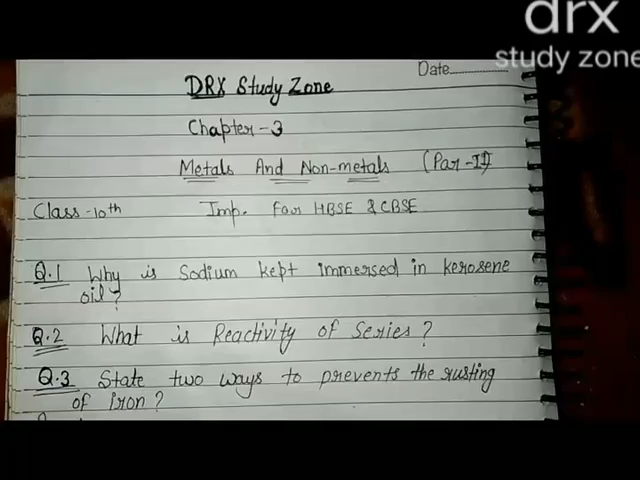 drx
study zone
Date
DRX Study Zone
Chapter-3
Metals And Non-metals (Par-II)
Class-10th Imp. For HBSE & CBSE
Q.1 Why is Sodium kept immersed in kerosene
oil?
Q.2 What is Reactivity of Series?
Q.3 State two ways to prevents the rusting
of iron?